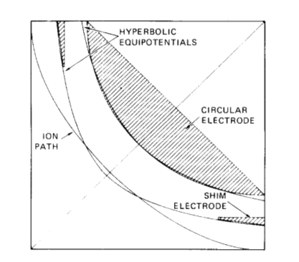 HYPERBOLIC
EQUIPOTENTIALS
CIRCULAR
ELECTRODE
ION
PATH
SHIM
ELECTRODE